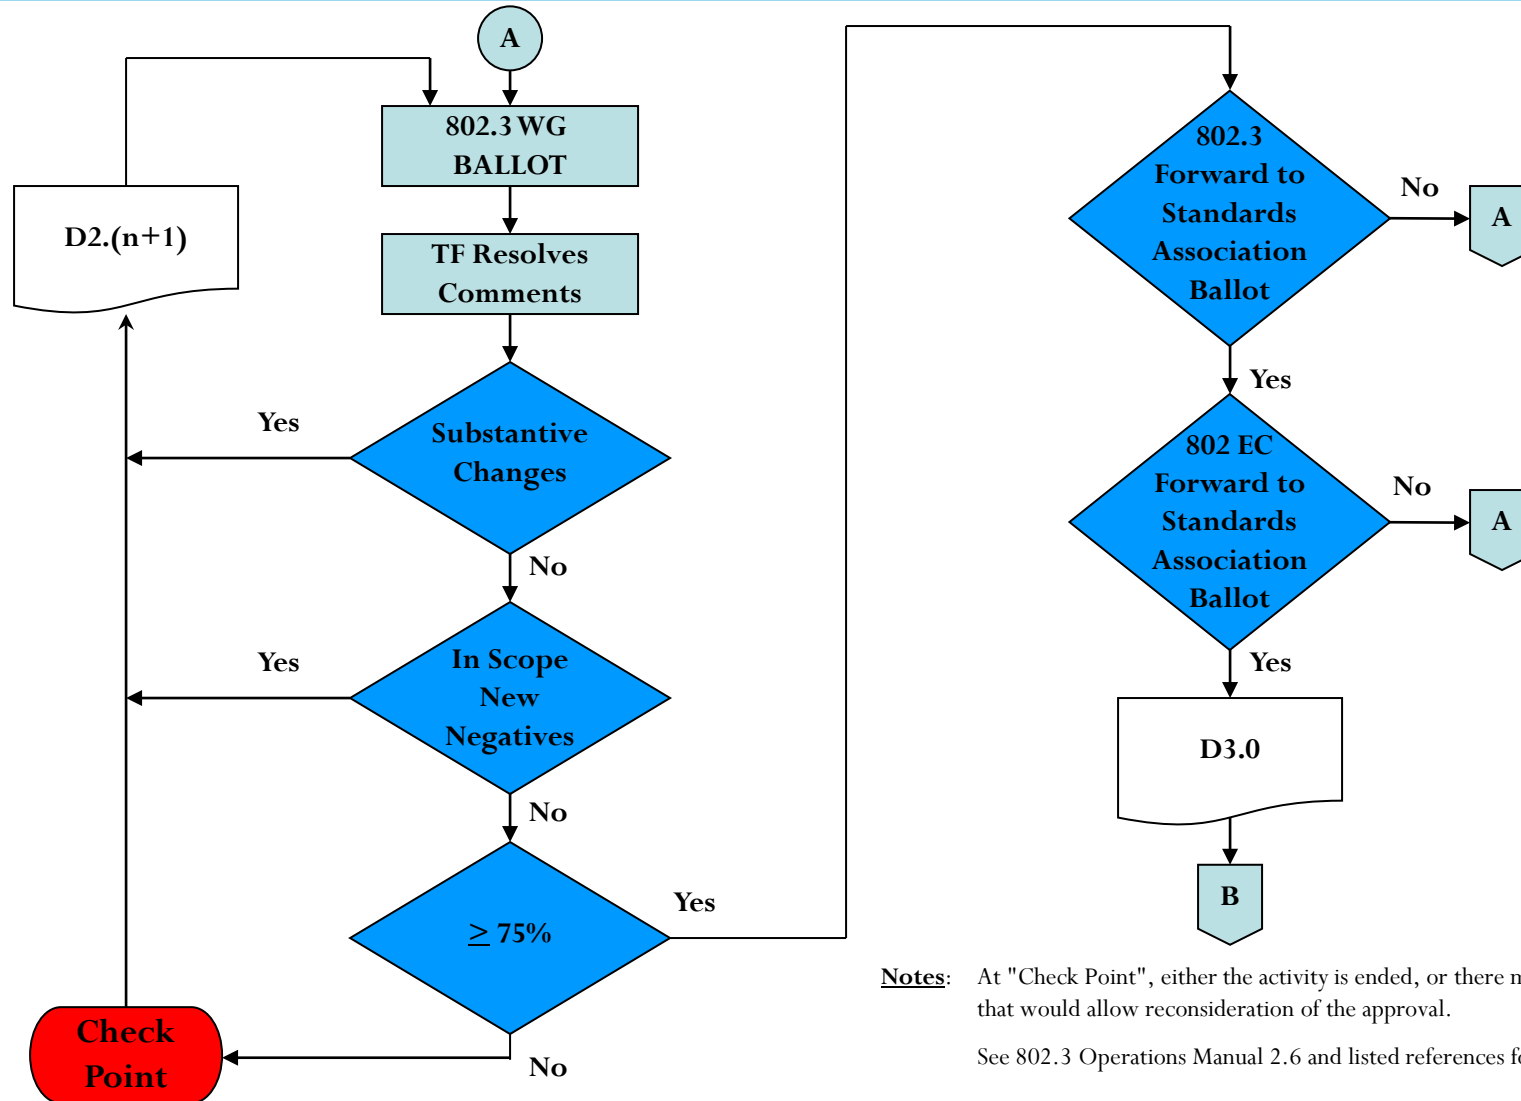 A
802.3 WG
BALLOT
D2.(n+1)
TF Resolves
Comments
Yes
Substantive
Changes
No
Yes
In Scope
New
Negatives
No
≥ 75%
Yes
No
Check
Point
802.3
Forward to
Standards
Association
Ballot
No
A
Yes
802 EC
Forward to
Standards
Association
Ballot
No
A
Yes
D3.0
B
Notes: At "Check Point", either the activity is ended, or there
that would allow reconsideration of the approval.
See 802.3 Operations Manual 2.6 and listed references